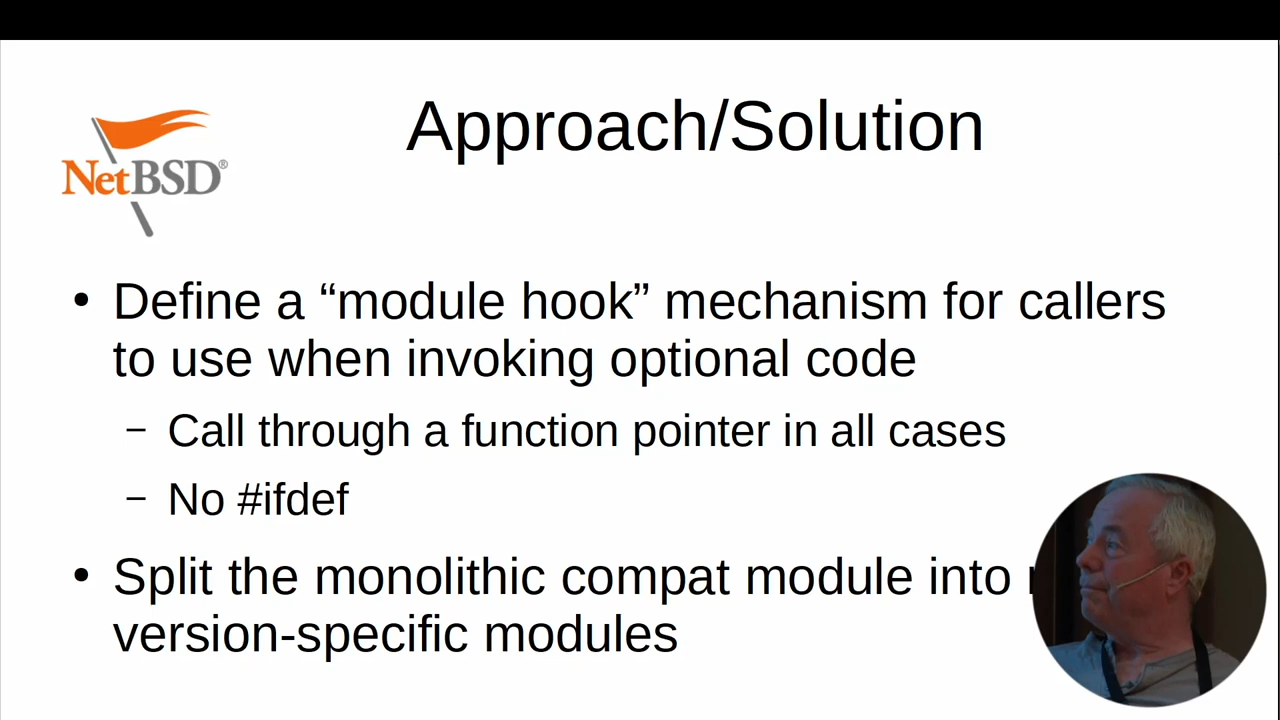 Approach/Solution
NetBSD®
• Define a “module hook” mechanism for callers
to use when invoking optional code
– Call through a function pointer in all cases
– No #ifdef
• Split the monolithic compat module into
version-specific modules